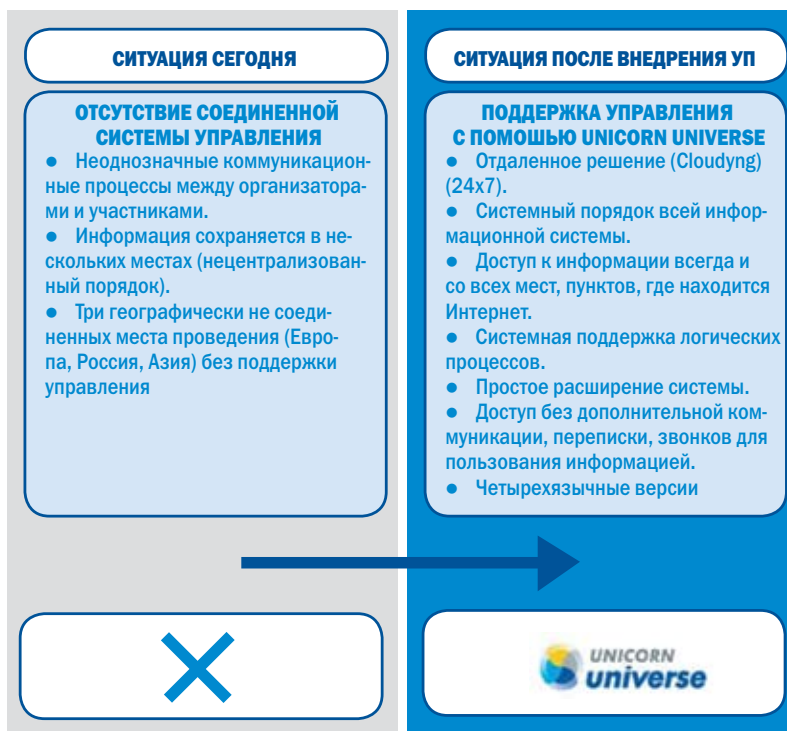 СИТУАЦИЯ СЕГОДНЯ
ОТСУТСТВИЕ СОЕДИНЕННОЙ
СИСТЕМЫ УПРАВЛЕНИЯ
● Неоднозначные коммуникацион-
ные процессы между организатора-
ми и участниками.
● Информация сохраняется в не-
скольких местах (нецентрализован-
ный порядок).
● Три географически не соеди-
ненных места проведения (Евро-
па, Россия, Азия) без поддержки
управления
СИТУАЦИЯ ПОСЛЕ ВНЕДРЕНИЯ УП
ПОДДЕРЖКА УПРАВЛЕНИЯ
С ПОМОШЬЮ UNICORN UNIVERSE
● Отдаленное решение (Cloudyng)
(24x7).
● Системный порядок всей инфор-
мационной системы.
● Доступ к информации всегда и
со всех мест, пунктов, где находится
Интернет.
● Системная поддержка логических
процессов.
● Простое расширение системы.
● Доступ без дополнительной ком-
муникации, переписки, звонков для
пользования информацией.
● Четырехязычные версии
UNICORN
universe